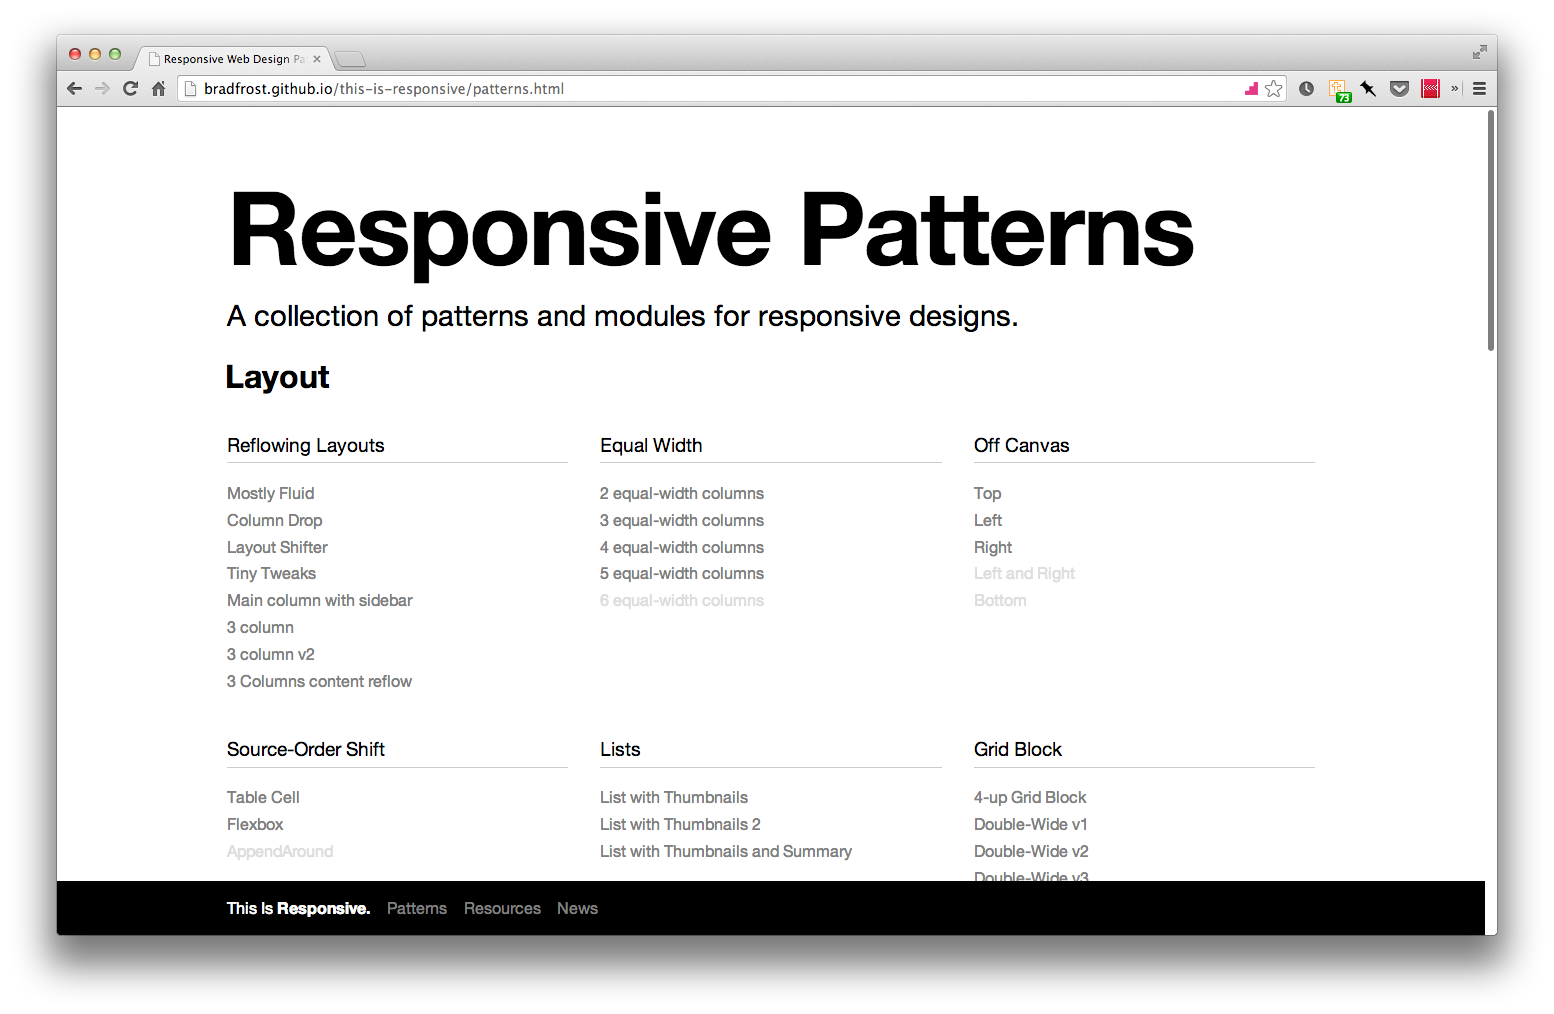 Responsive Web Design Pa
bradfrost.github.io/this-is-responsive/patterns.html
73
»
Responsive Patterns
A collection of patterns and modules for responsive designs.
Layout
Reflowing Layouts
Mostly Fluid
Column Drop
Layout Shifter
Tiny Tweaks
Main column with sidebar
3 column
3 column v2
3 Columns content reflow
Equal Width
2 equal-width columns
3 equal-width columns
4 equal-width columns
5 equal-width columns
6 equal-width columns
Off Canvas
Top
Left
Right
Left and Right
Bottom
Source-Order Shift
Table Cell
Flexbox
AppendAround
Lists
List with Thumbnails
List with Thumbnails 2
List with Thumbnails and Summary
Grid Block
4-up Grid Block
Double-Wide v1
Double-Wide v2
Double-Wide v3
This Is Responsive. Patterns Resources News